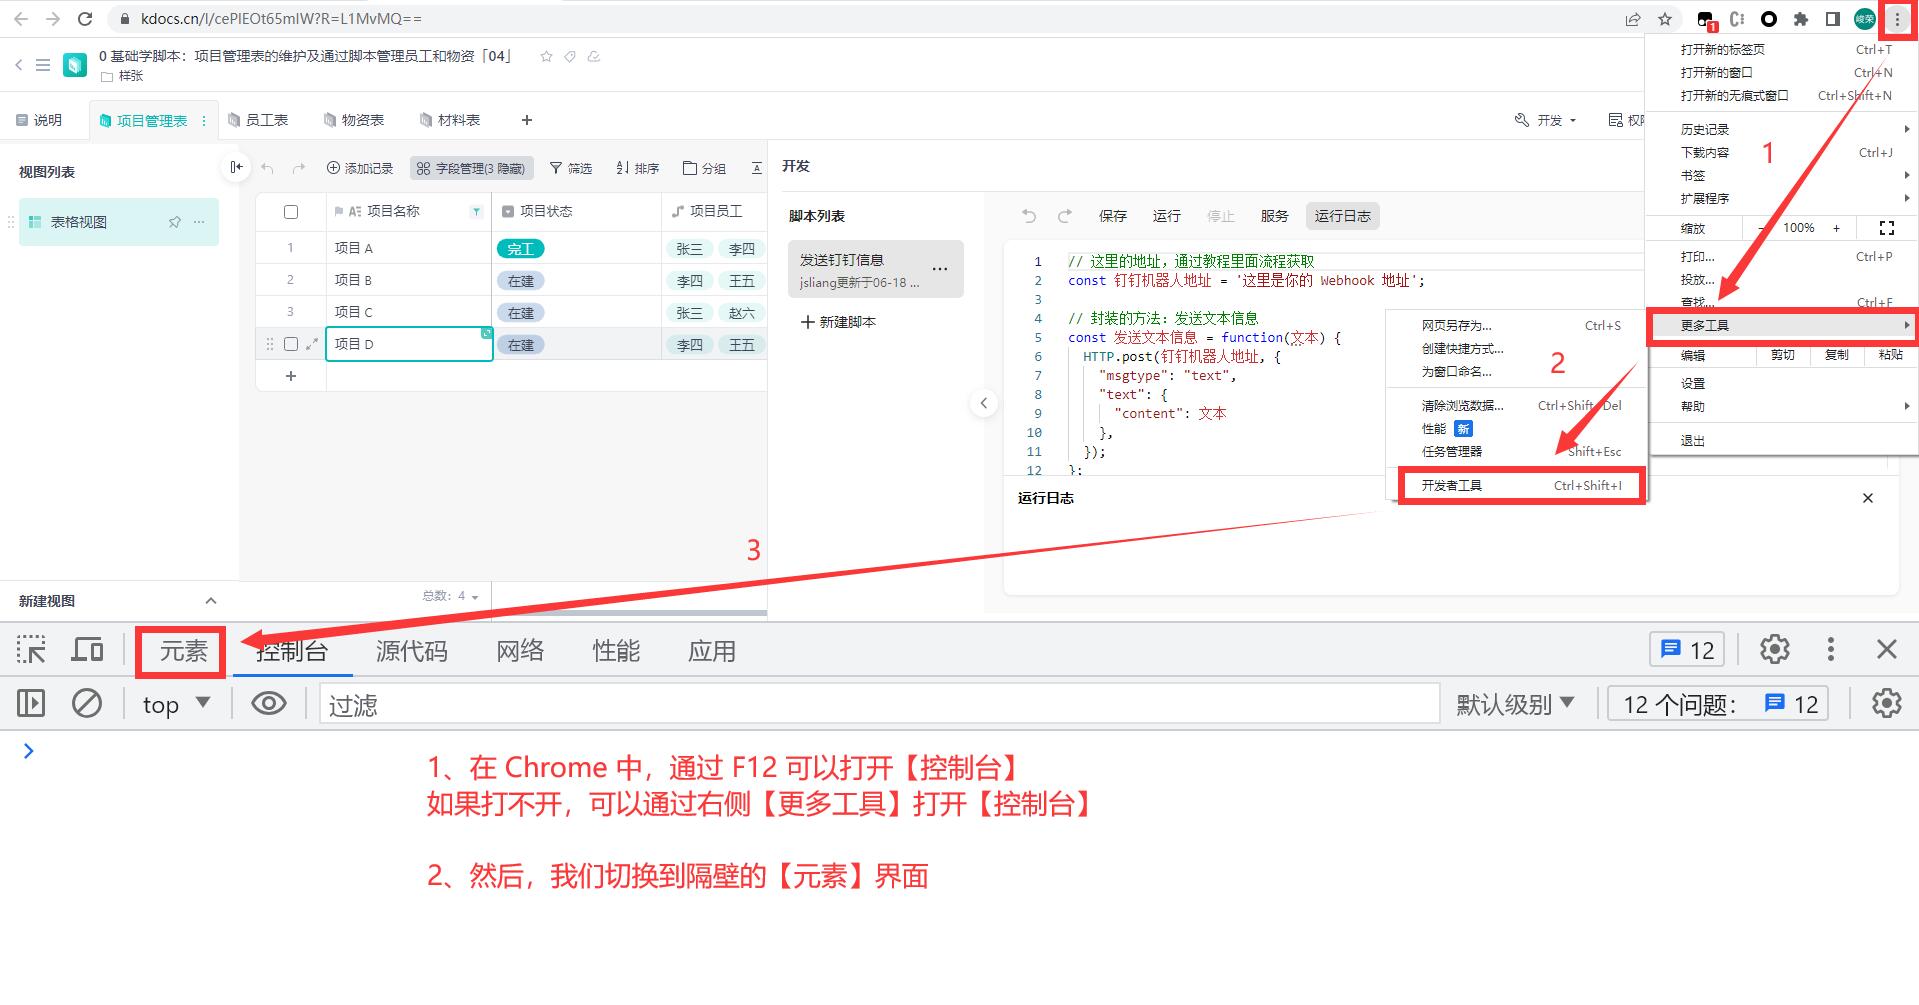 kdocs.cn/l/cePlEOt65mlW?R=L1MvMQ==
1
峻荣
0 基础学脚本：项目管理表的维护及通过脚本管理员工和物资「04」
样张
说明
项目管理表
员工表
物资表
材料表
开发
视图列表
添加记录
字段管理(3 隐藏)
筛选
排序
分组
开发
表格视图
项目名称
项目状态
项目员工
1 项目 A 完工 张三 李四
2 项目 B 在建 李四 王五
3 项目 C 在建 张三 赵六
项目 D 在建 李四 王五
新建视图
总数: 4
脚本列表
保存 运行 停止 服务 运行日志
发送钉钉信息
jsliang更新于06-18 ...
新建脚本
1 // 这里的地址，通过教程里面流程获取
2 const 钉钉机器人地址 = '这里是你的 Webhook 地址';
3
4 // 封装的方法：发送文本信息
5 const 发送文本信息 = function(文本) {
6 HTTP.post(钉钉机器人地址, {
7 "msgtype": "text",
8 "text": {
9 "content": 文本
10 },
11 });
12 };
运行日志
打开新的标签页 Ctrl+T
打开新的窗口 Ctrl+N
打开新的无痕式窗口 Ctrl+Shift+N
历史记录
下载内容 Ctrl+J
书签
扩展程序
缩放 - 100% +
打印... Ctrl+P
投放...
查找... Ctrl+F
更多工具
编辑 剪切 复制 粘贴
设置
帮助
退出
网页另存为... Ctrl+S
创建快捷方式...
为窗口命名...
清除浏览数据... Ctrl+Shift+Del
性能 新
任务管理器 Shift+Esc
开发者工具 Ctrl+Shift+I
1
2
3
元素 控制台 源代码 网络 性能 应用 12
top 过滤 默认级别 12 个问题： 12
1、在 Chrome 中，通过 F12 可以打开【控制台】
如果打不开，可以通过右侧【更多工具】打开【控制台】
2、然后，我们切换到隔壁的【元素】界面